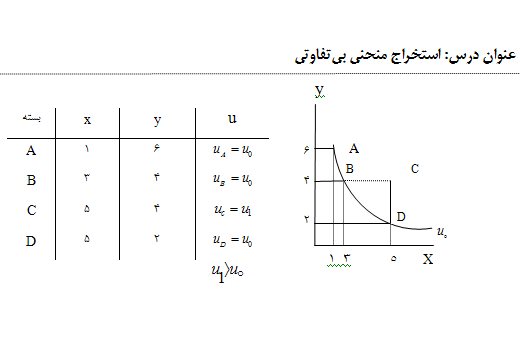 عنوان درس: استخراج منحنی بی‌تفاوتی
بسته x y u
A ۱ ۶ u_A = u_0
B ۳ ۴ u_B = u_0
C ۵ ۴ u_C = u_1
D ۵ ۲ u_D = u_0
u_1⟩u_0
y
۶ A
۴ B C
۲ D
u_0
۱ ۳ ۵ X